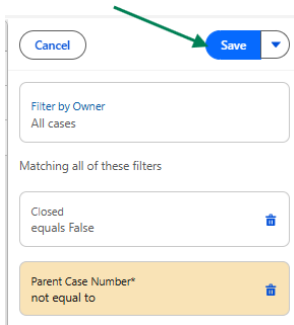 Cancel
Save
Filter by Owner
All cases
Matching all of these filters
Closed
equals False
Parent Case Number*
not equal to